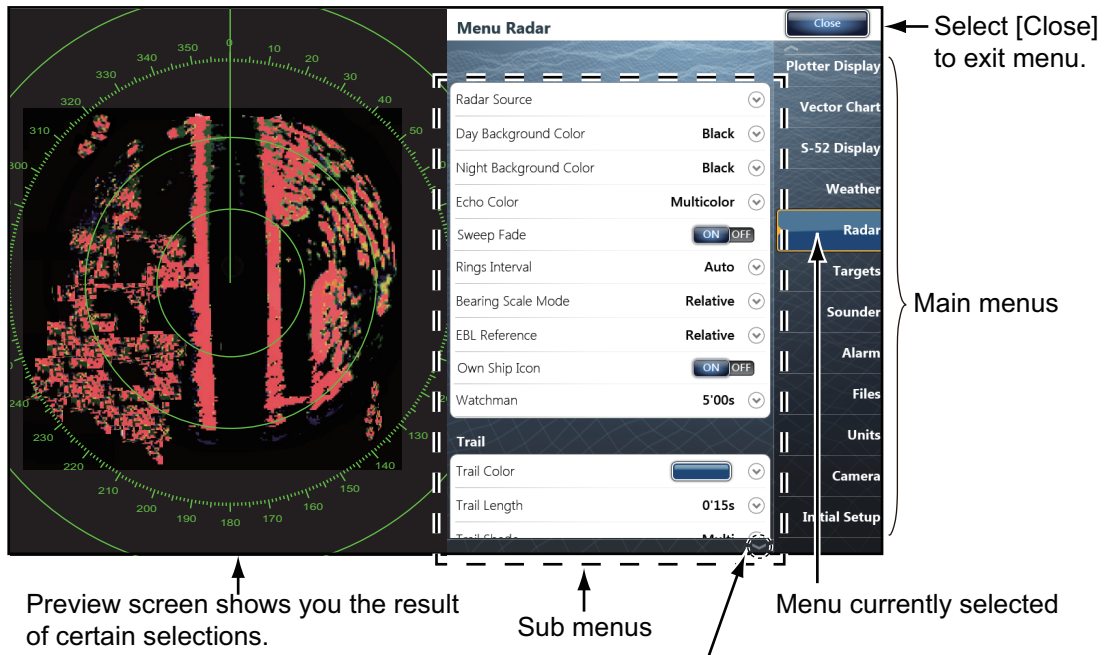 Menu Radar
Close
Select [Close]
to exit menu.
Radar Source
Day Background Color Black
Night Background Color Black
Echo Color Multicolor
Sweep Fade ON OFF
Rings Interval Auto
Bearing Scale Mode Relative
EBL Reference Relative
Own Ship Icon ON OFF
Watchman 5'00s
Trail
Trail Color
Trail Length 0'15s
Trail Shade Multi
Plotter Display
Vector Chart
S-52 Display
Weather
Radar
Targets
Sounder
Alarm
Files
Units
Camera
Initial Setup
Main menus
0
10
20
30
40
50
130
140
150
160
170
180
190
200
210
220
230
240
300
310
320
330
340
350
Preview screen shows you the result
of certain selections.
Sub menus
Menu currently selected